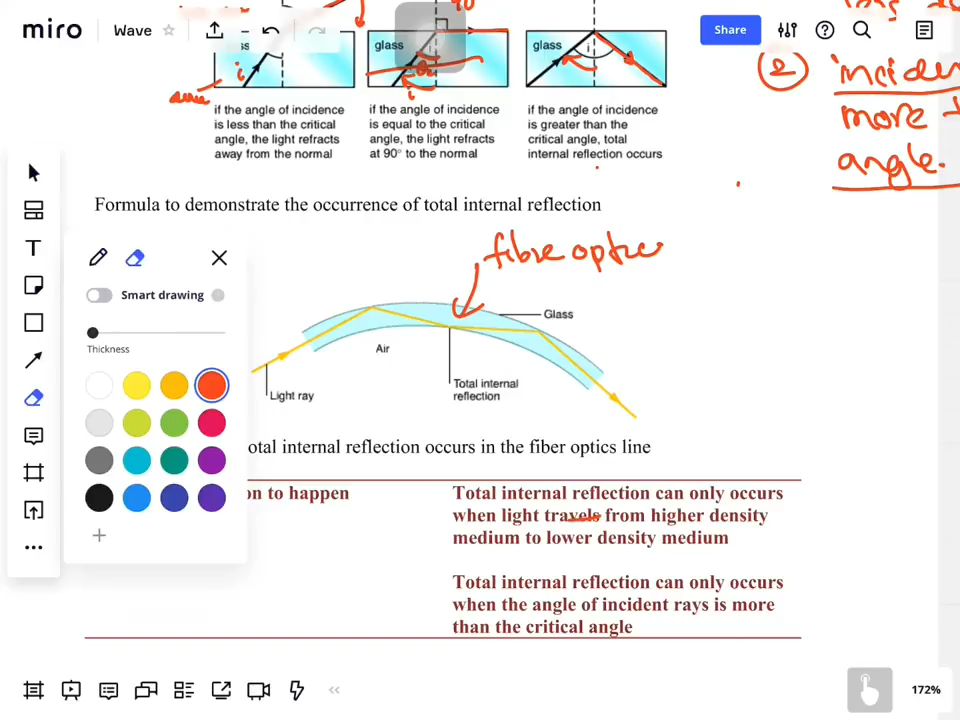 miro
Wave
Share
glass
glass
i
i
90
if the angle of incidence
is less than the critical
angle, the light refracts
away from the normal
if the angle of incidence
is equal to the critical
angle, the light refracts
at 90° to the normal
if the angle of incidence
is greater than the
critical angle, total
internal reflection occurs
②
more
angle.
Formula to demonstrate the occurrence of total internal reflection
fibre optics
Smart drawing
Thickness
Glass
Air
Light ray
Total internal
reflection
otal internal reflection occurs in the fiber optics line
on to happen
Total internal reflection can only occurs
when light travels from higher density
medium to lower density medium
Total internal reflection can only occurs
when the angle of incident rays is more
than the critical angle
172%